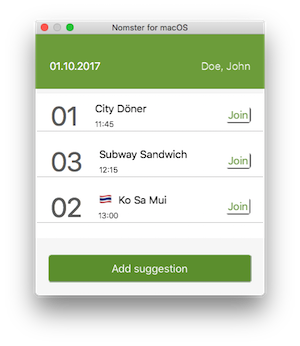 Nomster for macOS
01.10.2017 Doe, John
01 City Döner Join
11:45
03 Subway Sandwich Join
12:15
02 🇹🇭 Ko Sa Mui Join
13:00
Add suggestion